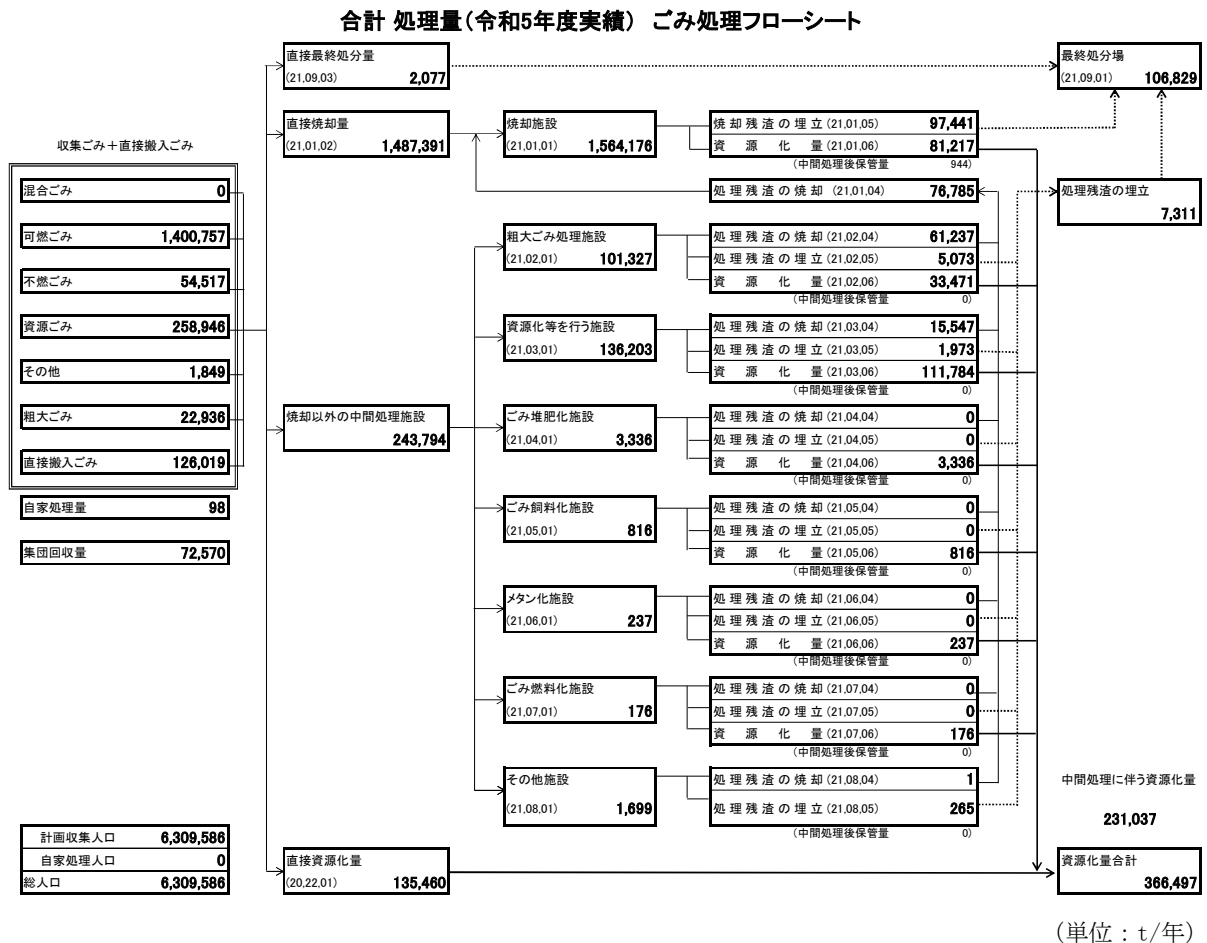 合計 処理量(令和5年度実績) ごみ処理フローシート
収集ごみ+直接搬入ごみ
混合ごみ 0
可燃ごみ 1,400,757
不燃ごみ 54,517
資源ごみ 258,946
その他 1,849
粗大ごみ 22,936
直接搬入ごみ 126,019
自家処理量 98
集団回収量 72,570
計画収集人口 6,309,586
自家処理人口 0
総人口 6,309,586
直接最終処分量
(21,09,03) 2,077
直接焼却量
(21,01,02) 1,487,391
焼却以外の中間処理施設
243,794
直接資源化量
(20,22,01) 135,460
焼却施設
(21,01,01) 1,564,176
焼却残渣の埋立(21,01,05) 97,441
資源化量(21,01,06) 81,217
(中間処理後保管量 944)
処理残渣の焼却 (21,01,04) 76,785
粗大ごみ処理施設
(21,02,01) 101,327
処理残渣の焼却(21,02,04) 61,237
処理残渣の埋立(21,02,05) 5,073
資源化量(21,02,06) 33,471
(中間処理後保管量 0)
資源化等を行う施設
(21,03,01) 136,203
処理残渣の焼却(21,03,04) 15,547
処理残渣の埋立(21,03,05) 1,973
資源化量(21,03,06) 111,784
(中間処理後保管量 0)
ごみ堆肥化施設
(21,04,01) 3,336
処理残渣の焼却(21,04,04) 0
処理残渣の埋立(21,04,05) 0
資源化量(21,04,06) 3,336
(中間処理後保管量 0)
ごみ飼料化施設
(21,05,01) 816
処理残渣の焼却(21,05,04) 0
処理残渣の埋立(21,05,05) 0
資源化量(21,05,06) 816
(中間処理後保管量 0)
メタン化施設
(21,06,01) 237
処理残渣の焼却(21,06,04) 0
処理残渣の埋立(21,06,05) 0
資源化量(21,06,06) 237
(中間処理後保管量 0)
ごみ燃料化施設
(21,07,01) 176
処理残渣の焼却(21,07,04) 0
処理残渣の埋立(21,07,05) 0
資源化量(21,07,06) 176
(中間処理後保管量 0)
その他施設
(21,08,01) 1,699
処理残渣の焼却(21,08,04) 1
処理残渣の埋立(21,08,05) 265
(中間処理後保管量 0)
最終処分場
(21,09,01) 106,829
処理残渣の埋立
7,311
中間処理に伴う資源化量
231,037
資源化量合計
366,497
(単位:t/年)